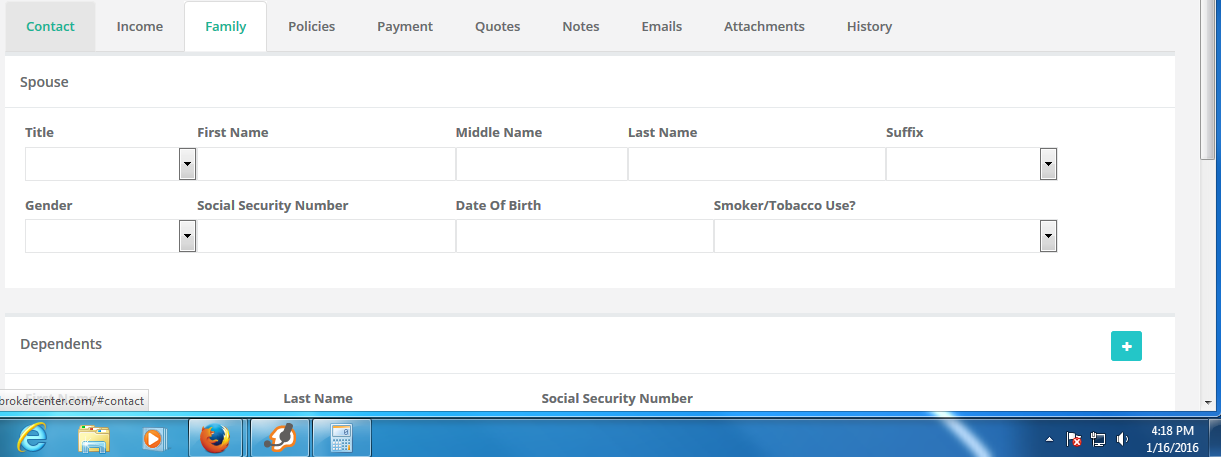 Contact Income Family Policies Payment Quotes Notes Emails Attachments History
Spouse
Title First Name Middle Name Last Name Suffix
Gender Social Security Number Date Of Birth Smoker/Tobacco Use?
Dependents
+
Last Name Social Security Number
brokercenter.com/#contact
4:18 PM
1/16/2016